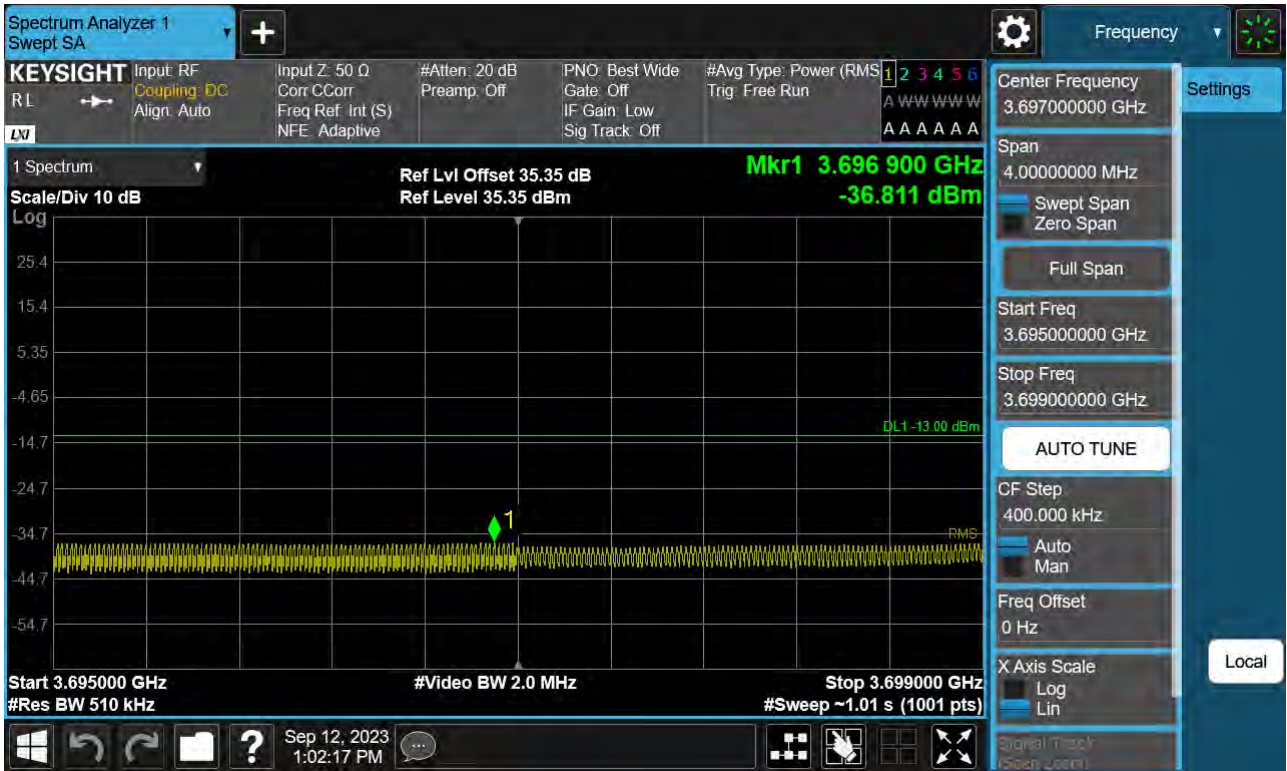 Spectrum Analyzer 1
Swept SA
Frequency
KEYSIGHT
RL
LXI
Input: RF
Coupling: DC
Align: Auto
Input Z: 50 Ω
Corr CCorr
Freq Ref: Int (S)
NFE: Adaptive
#Atten: 20 dB
Preamp: Off
PNO: Best Wide
Gate: Off
IF Gain: Low
Sig Track: Off
#Avg Type: Power (RMS
Trig: Free Run
1 2 3 4 5 6
A W W W W W
A A A A A A
1 Spectrum
Scale/Div 10 dB
Log
Ref Lvl Offset 35.35 dB
Ref Level 35.35 dBm
Mkr1 3.696 900 GHz
-36.811 dBm
25.4
15.4
5.35
-4.65
-14.7
-24.7
-34.7
-44.7
-54.7
DL1 -13.00 dBm
1
RMS
Start 3.695000 GHz
#Res BW 510 kHz
#Video BW 2.0 MHz
Stop 3.699000 GHz
#Sweep ~1.01 s (1001 pts)
Center Frequency
3.697000000 GHz
Settings
Span
4.00000000 MHz
Swept Span
Zero Span
Full Span
Start Freq
3.695000000 GHz
Stop Freq
3.699000000 GHz
AUTO TUNE
CF Step
400.000 kHz
Auto
Man
Freq Offset
0 Hz
X Axis Scale
Log
Lin
Signal Track
(Span Zoom)
Local
?
Sep 12, 2023
1:02:17 PM